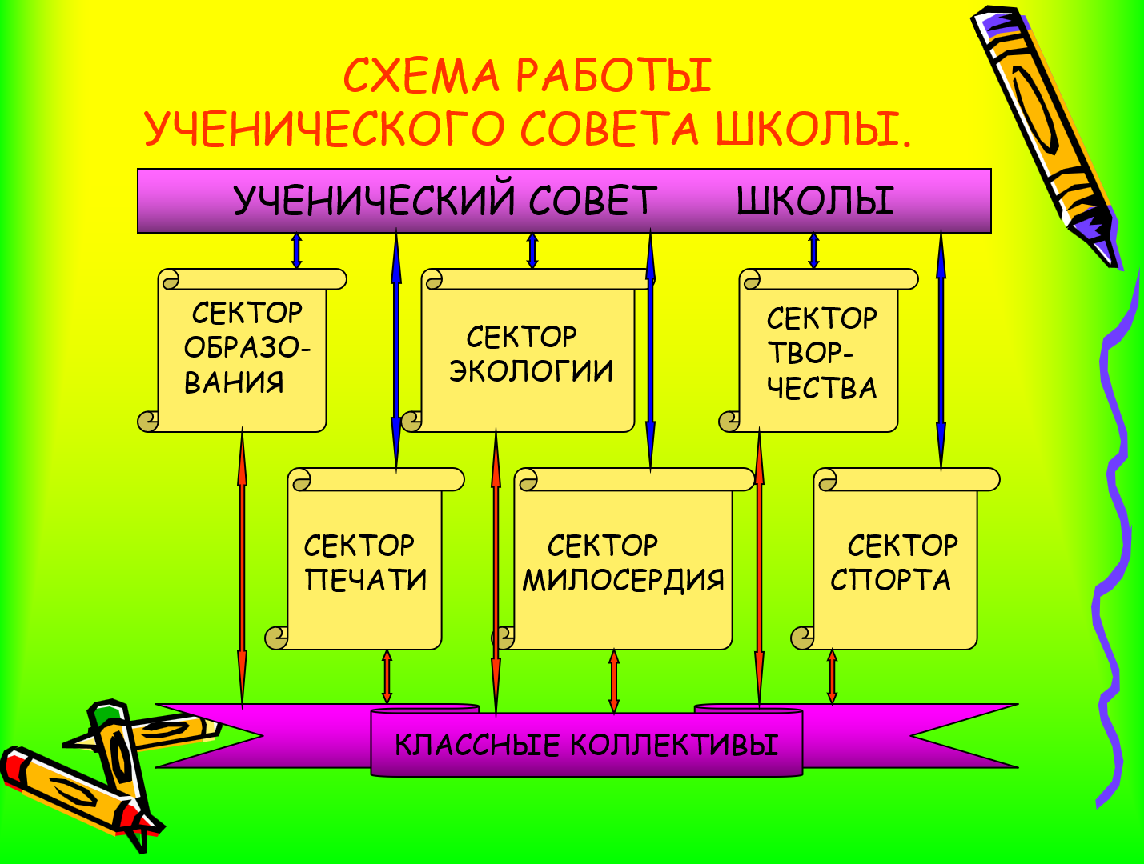 СХЕМА РАБОТЫ
УЧЕНИЧЕСКОГО СОВЕТА ШКОЛЫ.
УЧЕНИЧЕСКИЙ СОВЕТ ШКОЛЫ
СЕКТОР
ОБРАЗО-
ВАНИЯ
СЕКТОР
ЭКОЛОГИИ
СЕКТОР
ТВОР-
ЧЕСТВА
СЕКТОР
ПЕЧАТИ
СЕКТОР
МИЛОСЕРДИЯ
СЕКТОР
СПОРТА
КЛАССНЫЕ КОЛЛЕКТИВЫ